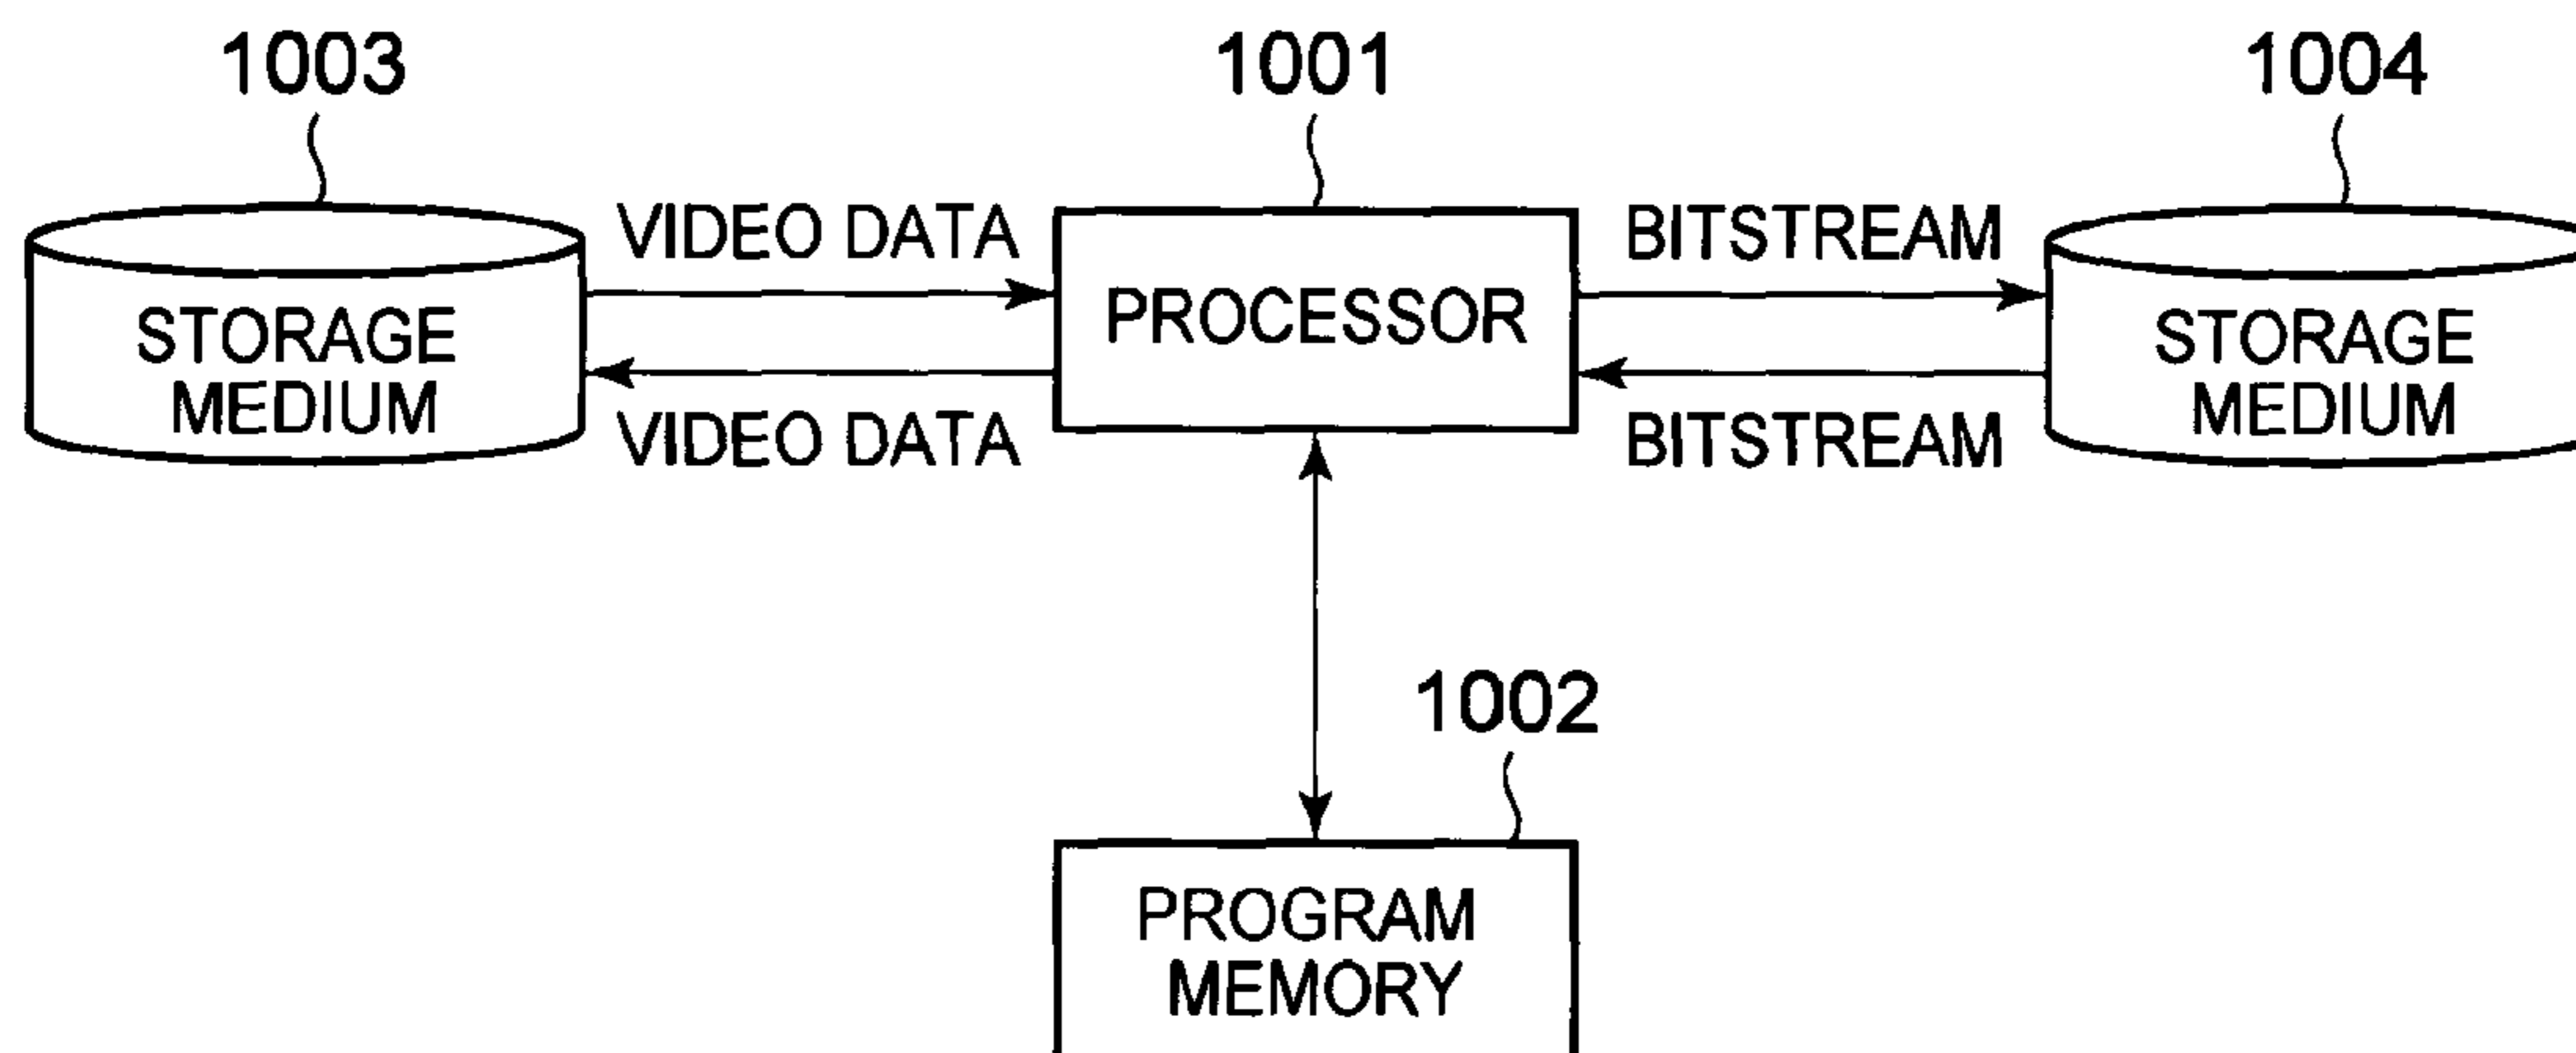 1003
1001
1004
VIDEO DATA
BITSTREAM
STORAGE
MEDIUM
PROCESSOR
STORAGE
MEDIUM
VIDEO DATA
BITSTREAM
1002
PROGRAM
MEMORY